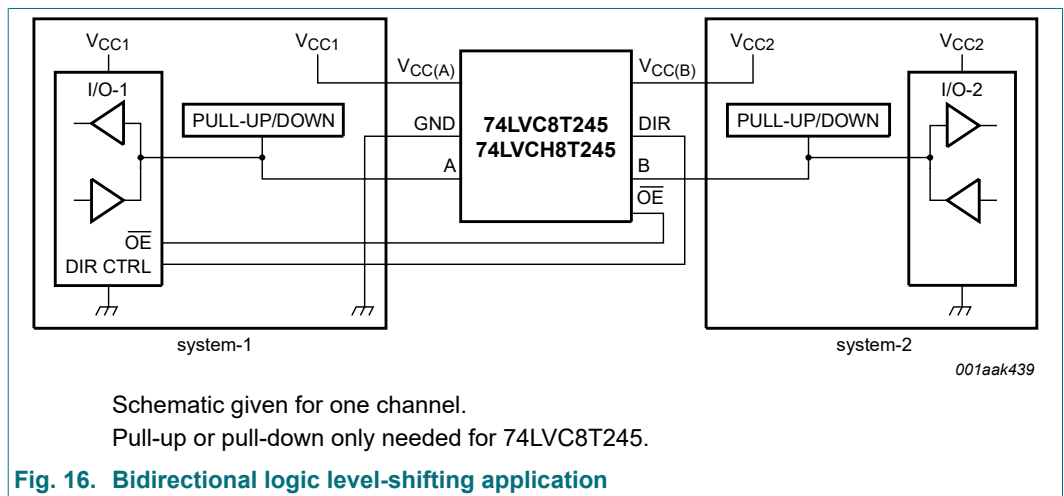 VCC1
VCC1
VCC(A)
VCC(B)
VCC2
VCC2
I/O-1
I/O-2
PULL-UP/DOWN
GND
74LVC8T245
74LVCH8T245
DIR
PULL-UP/DOWN
A
B
OE
OE
DIR CTRL
system-1
system-2
001aak439
Schematic given for one channel.
Pull-up or pull-down only needed for 74LVC8T245.
Fig. 16. Bidirectional logic level-shifting application